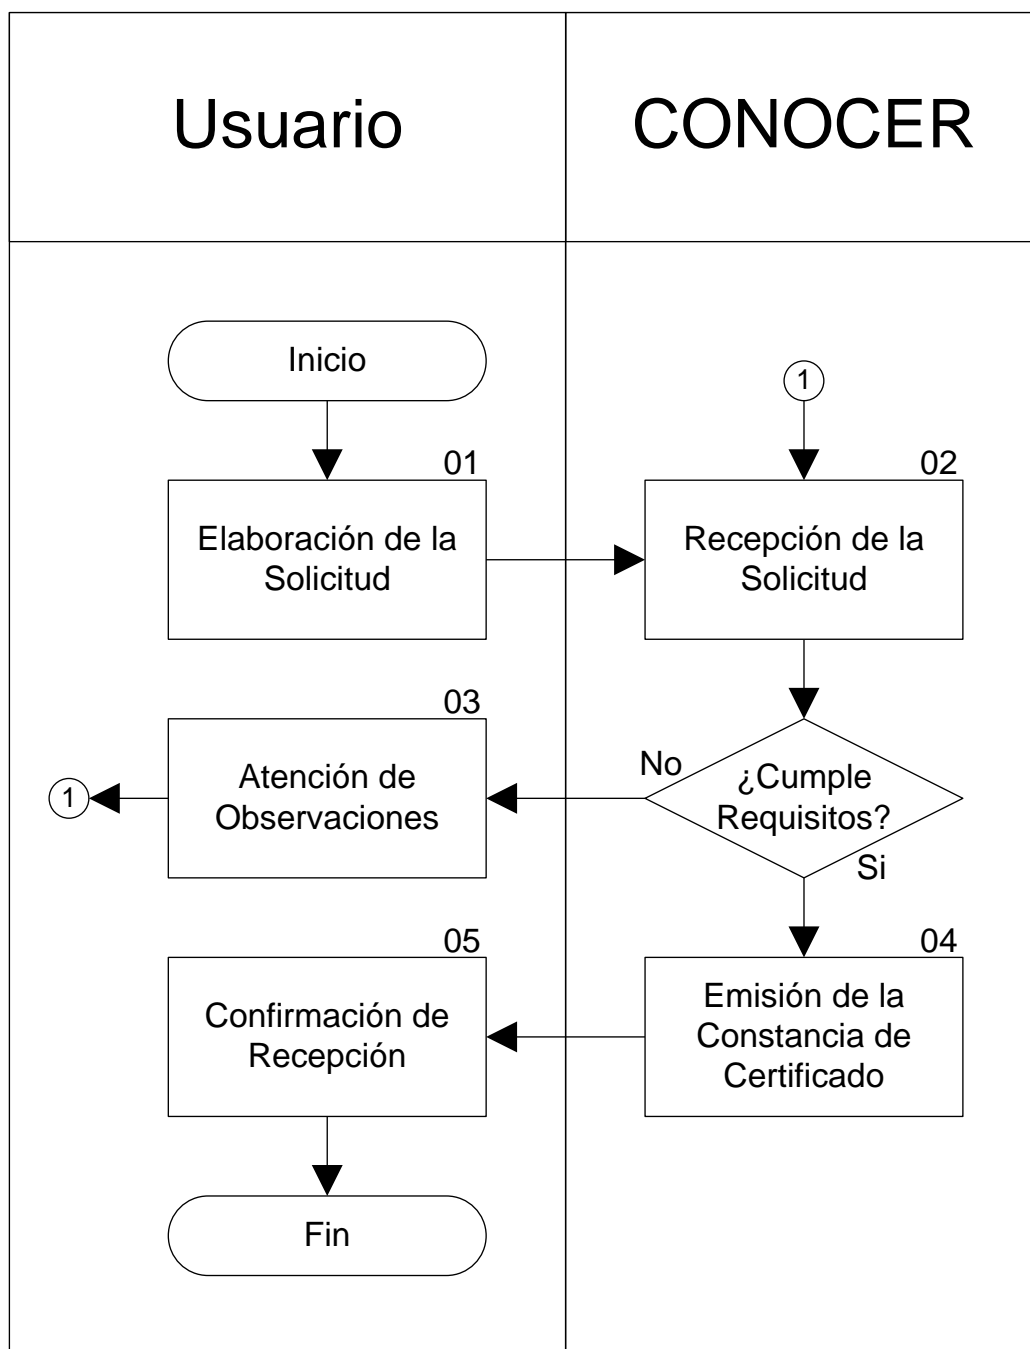 Usuario
CONOCER
Inicio
1
01
Elaboración de la
Solicitud
02
Recepción de la
Solicitud
03
Atención de
Observaciones
1
No
¿Cumple
Requisitos?
Si
05
Confirmación de
Recepción
04
Emisión de la
Constancia de
Certificado
Fin